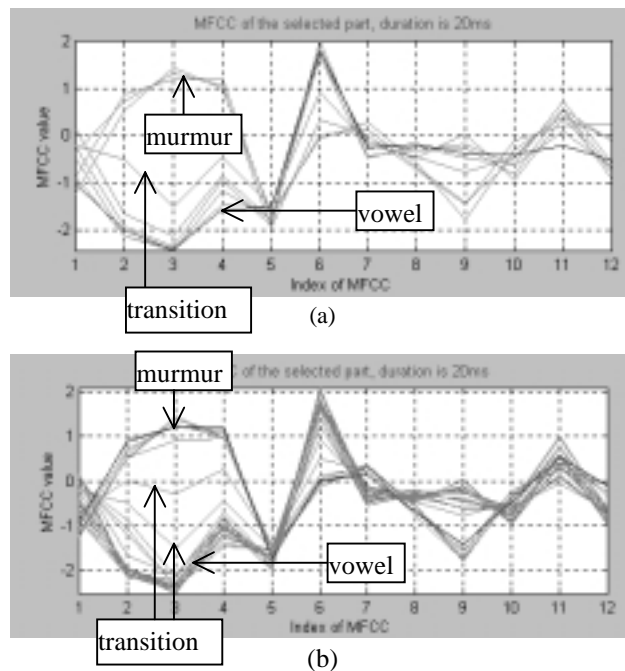 MFCC of the selected part, duration is 20ms
2
1
0
-1
-2
MFCC value
murmur
vowel
transition
1 2 3 4 5 6 7 8 9 10 11 12
Index of MFCC
(a)
C of the selected part, duration is 20ms
murmur
2
1
0
-1
-2
MFCC value
vowel
transition
1 2 3 4 5 6 7 8 9 10 11 12
Index of MFCC
(b)